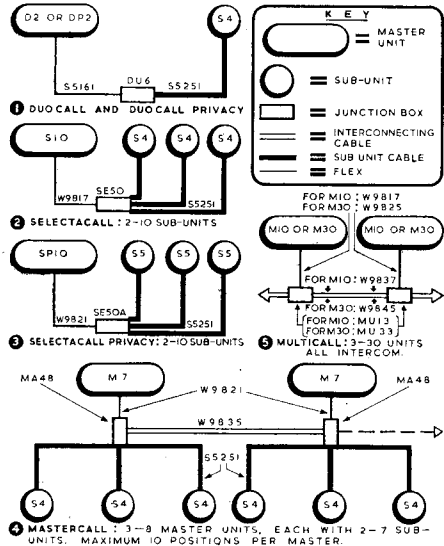 D2 OR DP2
S4
S5161
DU6
S5251
1 DUOCALL AND DUOCALL PRIVACY
S10
S4
S4
S4
W9817
SE50
S5251
2 SELECTACALL: 2-10 SUB-UNITS
SP10
S5
S5
S5
W9821
SE50A
S5251
3 SELECTACALL PRIVACY: 2-10 SUB-UNITS
KEY
= MASTER UNIT
= SUB-UNIT
= JUNCTION BOX
= INTERCONNECTING CABLE
= SUB UNIT CABLE
= FLEX
FOR M10: W9817
FOR M30: W9825
M10 OR M30
M10 OR M30
FOR M10: W9837
FOR M30: W9845
FOR M10: MU13
FOR M30: MU33
5 MULTICALL: 3-30 UNITS
ALL INTERCOM.
M7
M7
MA48
W9821
MA48
W9835
S5251
S4
S4
S4
S4
S4
S4
4 MASTERCALL: 3-8 MASTER UNITS, EACH WITH 2-7 SUB-
UNITS. MAXIMUM 10 POSITIONS PER MASTER.